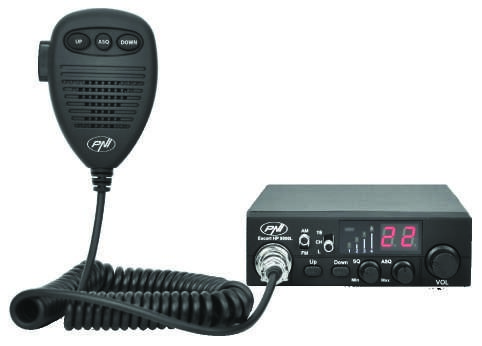 UP ASQ DOWN
PNI
PNI
Escort HP 8000L
AM
FM
TB
CH
L
22
Up Down SQ ASQ
Min Max
VOL